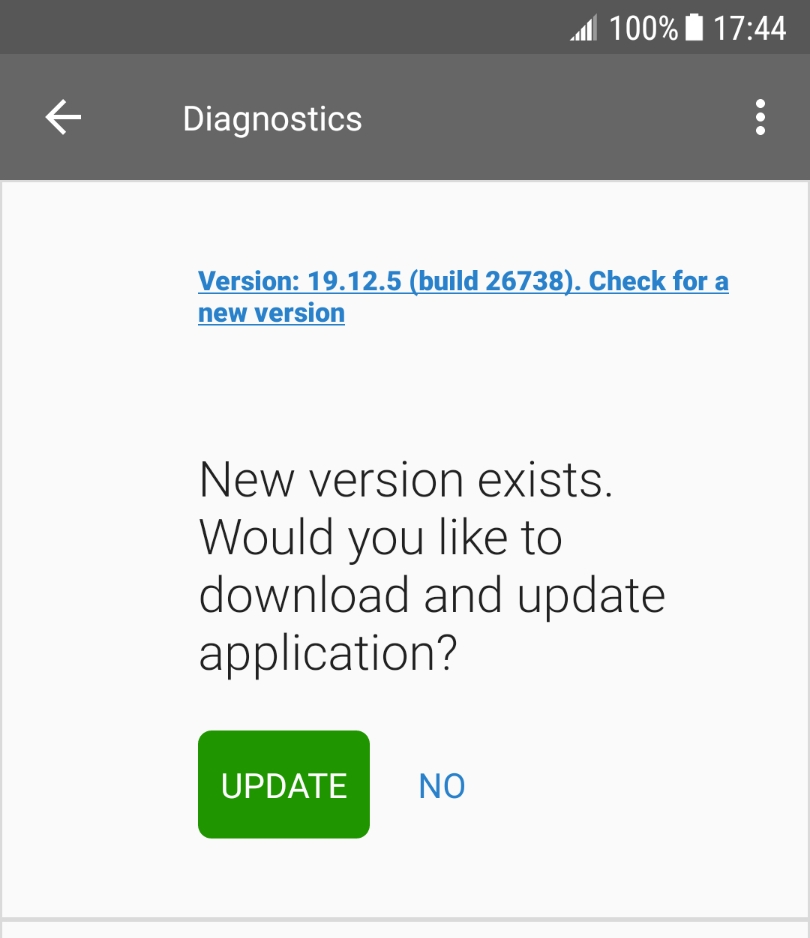 100% 17:44
Diagnostics
Version: 19.12.5 (build 26738). Check for a
new version
New version exists.
Would you like to
download and update
application?
UPDATE NO